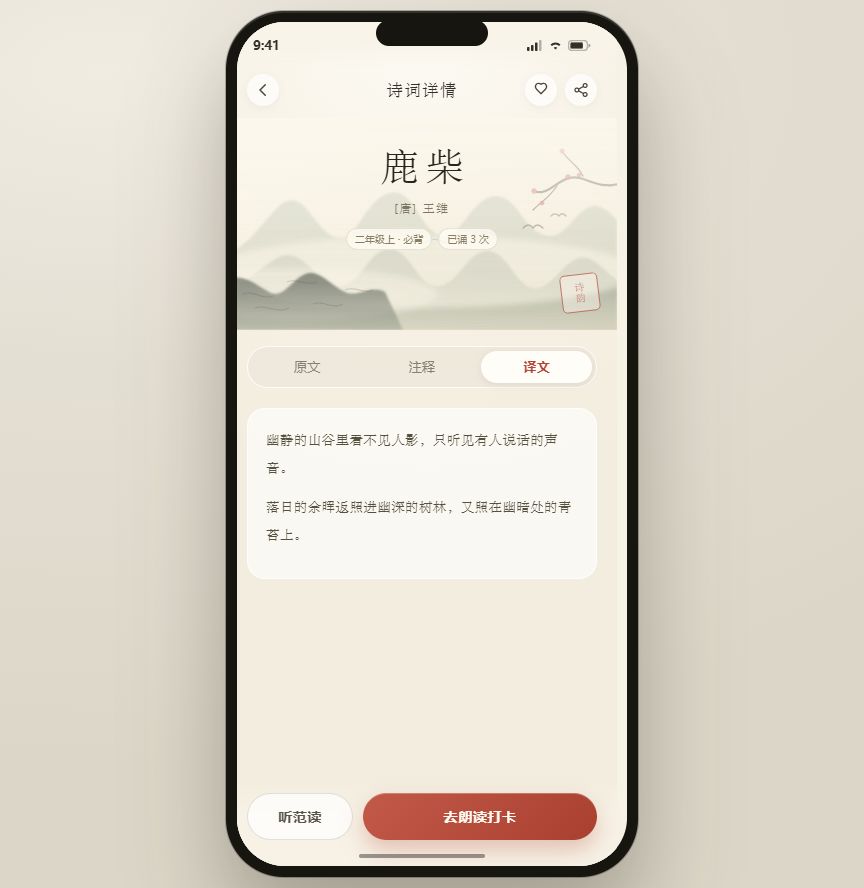 9:41
诗词详情
鹿柴
[唐] 王维
二年级上 · 必背
已诵 3 次
诗
韵
原文
注释
译文
幽静的山谷里看不见人影，只听见有人说话的声
音。
落日的余晖返照进幽深的树林，又照在幽暗处的青
苔上。
听范读
去朗读打卡